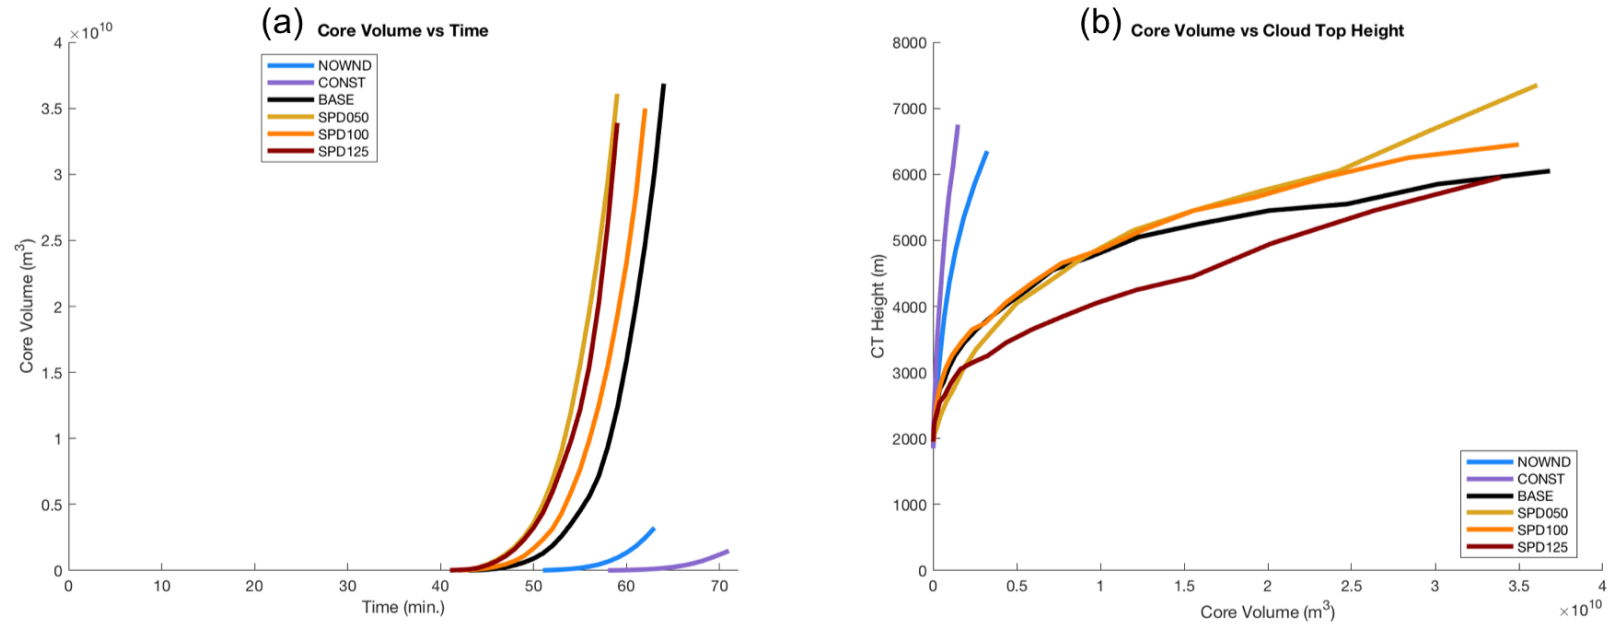 (a) Core Volume vs Time
×10^10
4
3.5
3
2.5
2
1.5
1
0.5
0
Core Volume (m^3)
NOWND
CONST
BASE
SPD050
SPD100
SPD125
0 10 20 30 40 50 60 70
Time (min.)
(b) Core Volume vs Cloud Top Height
8000
7000
6000
5000
4000
3000
2000
1000
0
CT Height (m)
NOWND
CONST
BASE
SPD050
SPD100
SPD125
0 0.5 1 1.5 2 2.5 3 3.5 4
Core Volume (m^3)
×10^10